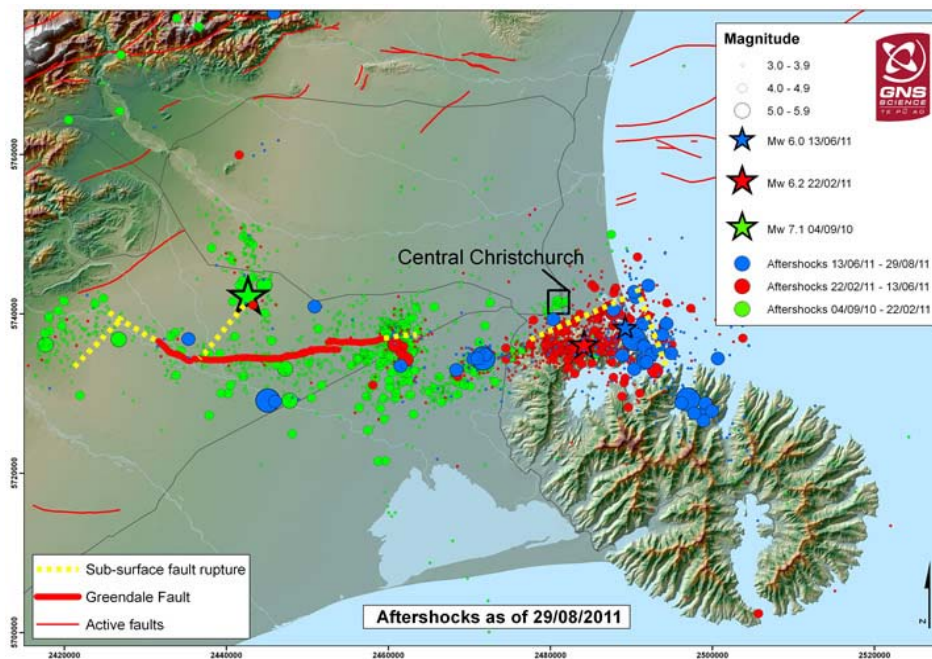 Magnitude
3.0 - 3.9
4.0 - 4.9
5.0 - 5.9
Mw 6.0 13/06/11
Mw 6.2 22/02/11
Mw 7.1 04/09/10
Aftershocks 13/06/11 - 29/08/11
Aftershocks 22/02/11 - 13/06/11
Aftershocks 04/09/10 - 22/02/11
GNS
SCIENCE
TE PŪ AO
Central Christchurch
5760000
5740000
5720000
5700000
Sub-surface fault rupture
Greendale Fault
Active faults
Aftershocks as of 29/08/2011
N
2420000
2440000
2460000
2480000
2500000
2520000